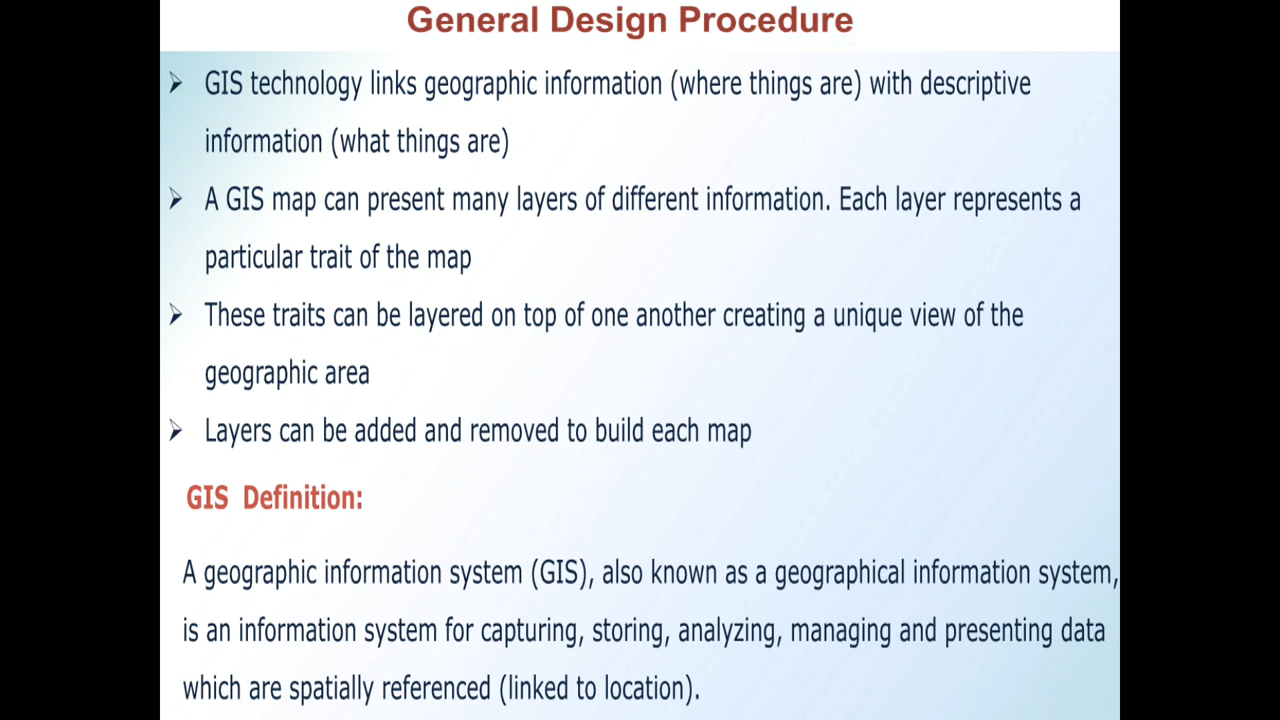 General Design Procedure
➢ GIS technology links geographic information (where things are) with descriptive
information (what things are)
➢ A GIS map can present many layers of different information. Each layer represents a
particular trait of the map
➢ These traits can be layered on top of one another creating a unique view of the
geographic area
➢ Layers can be added and removed to build each map
GIS Definition:
A geographic information system (GIS), also known as a geographical information system,
is an information system for capturing, storing, analyzing, managing and presenting data
which are spatially referenced (linked to location).